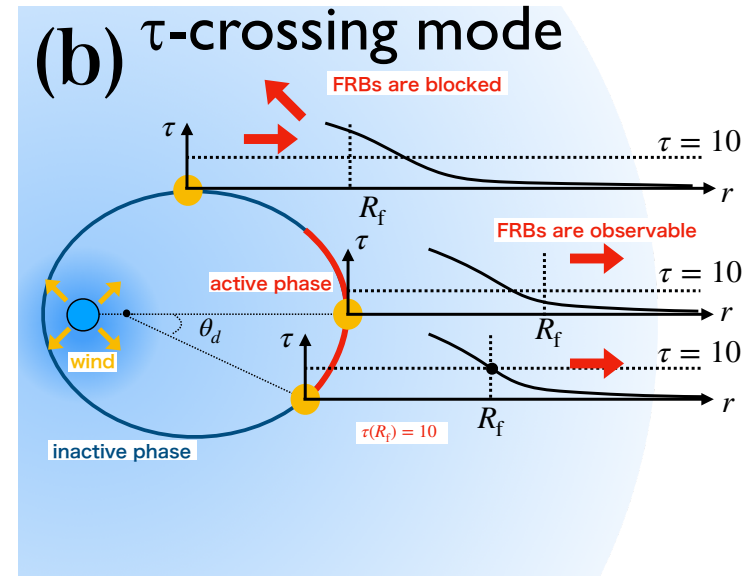 (b) τ-crossing mode
FRBs are blocked
τ
τ = 10
R_f
r
FRBs are observable
τ
τ = 10
active phase
R_f
r
θ_d
wind
τ
τ = 10
R_f
r
τ(R_f) = 10
inactive phase